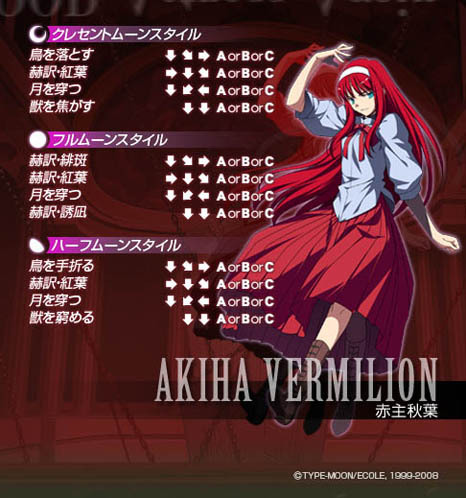 クレセントムーンスタイル
鳥を落とす ⬇⬊➡ AorBorC
赫訳・紅葉 ➡⬇⬊ AorBorC
月を穿つ ⬇⬋⬅ AorBorC
獣を焦がす ⬇⬇ AorBorC
フルムーンスタイル
赫訳・緋斑 ⬇⬊➡ AorBorC
赫訳・紅葉 ➡⬇⬊ AorBorC
月を穿つ ⬇⬋⬅ AorBorC
赫訳・誘凪 ⬇⬇ AorBorC
ハーフムーンスタイル
鳥を手折る ⬇⬊➡ AorBorC
赫訳・紅葉 ➡⬇⬊ AorBorC
月を穿つ ⬇⬋⬅ AorBorC
獣を窮める ⬇⬇ AorBorC
AKIHA VERMILION
赤主秋葉
©TYPE-MOON/ECOLE, 1999-2008